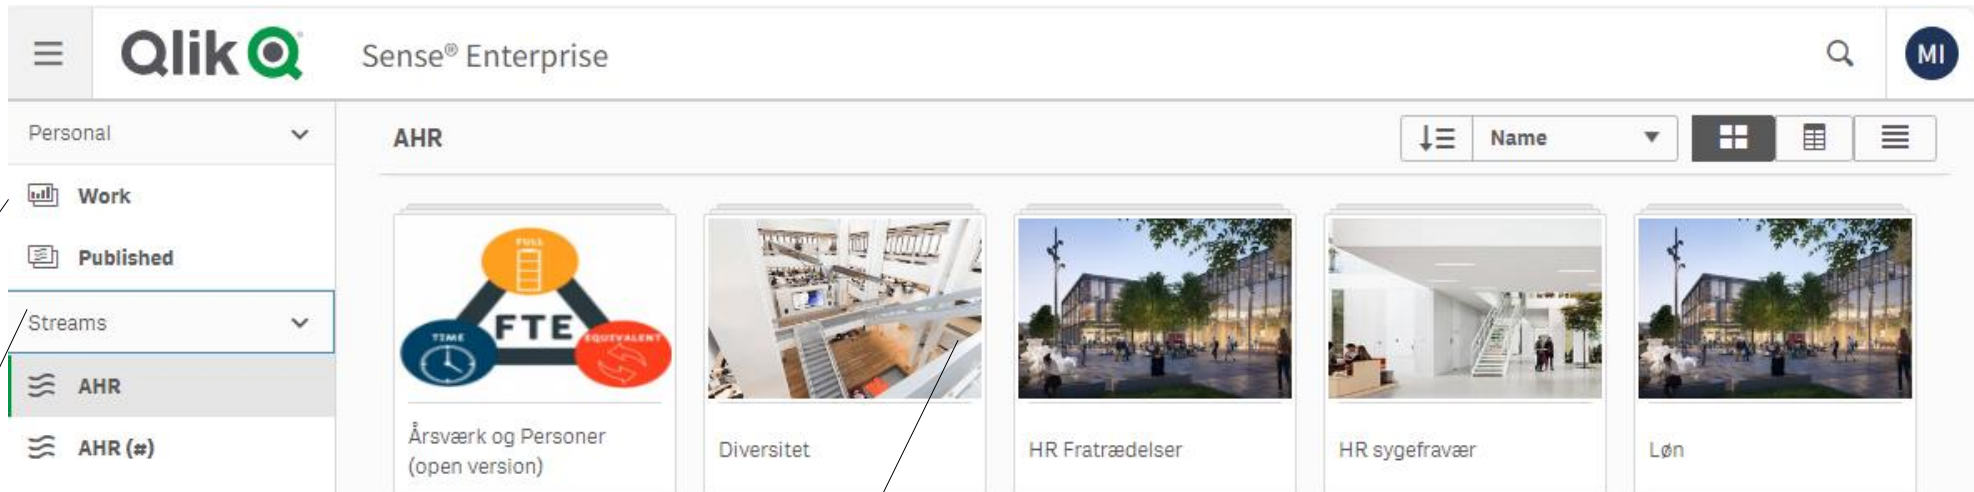 Qlik
Sense® Enterprise
MI
Personal
Work
Published
Streams
AHR
AHR (#)
AHR
Name
FULL
FTE
TIME
EQUIVALENT
Årsværk og Personer
(open version)
Diversitet
HR Fratrædelser
HR sygefravær
Løn